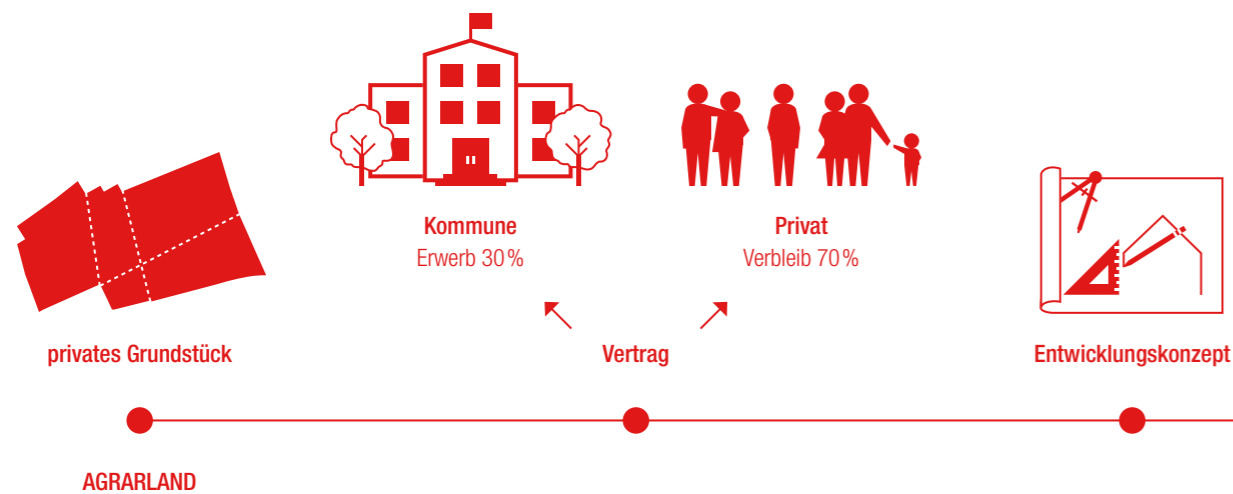 Kommune
Erwerb 30 %
Privat
Verbleib 70 %
privates Grundstück
Vertrag
Entwicklungskonzept
AGRARLAND